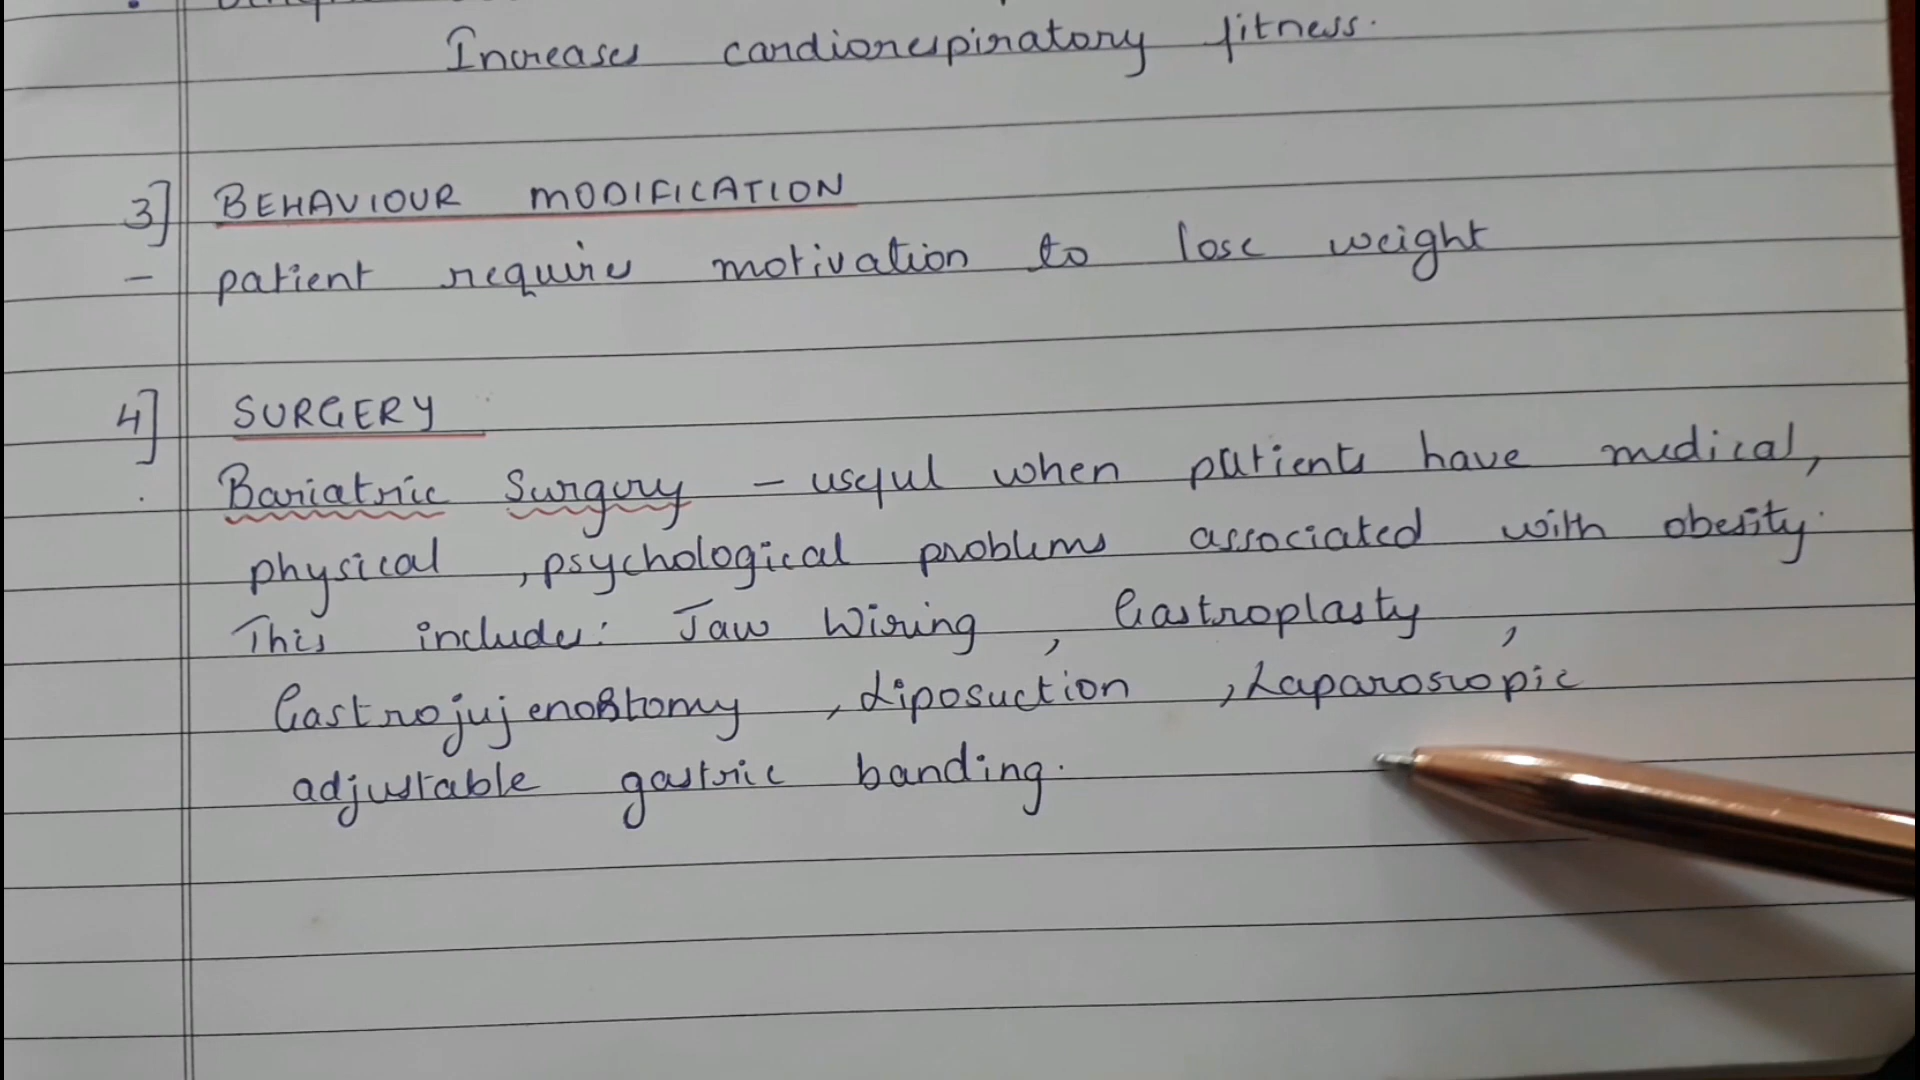 Increases cardiorespiratory fitness.
3] BEHAVIOUR MODIFICATION
- patient require motivation to lose weight
4] SURGERY
. Bariatric Surgery - useful when patients have medical,
physical , psychological problems associated with obesity.
This includes: Jaw Wiring , Gastroplasty ,
Gastrojujenostomy , Liposuction , Laparoscopic
adjustable gastric banding.